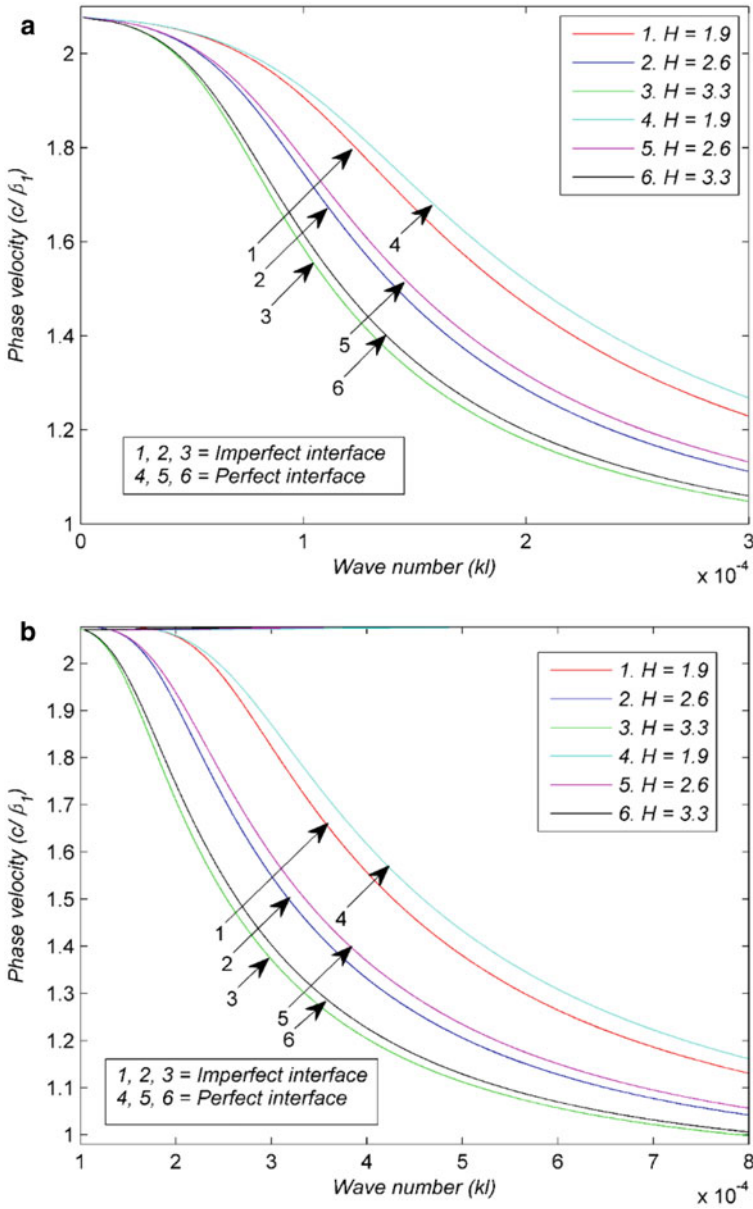 a
2
1.8
1.6
1.4
1.2
1
0
1
2
3
x 10⁻⁴
Phase velocity (c/ β₁)
Wave number (kl)
1. H = 1.9
2. H = 2.6
3. H = 3.3
4. H = 1.9
5. H = 2.6
6. H = 3.3
1
2
3
4
5
6
1, 2, 3 = Imperfect interface
4, 5, 6 = Perfect interface
b
2
1.9
1.8
1.7
1.6
1.5
1.4
1.3
1.2
1.1
1
1
2
3
4
5
6
7
8
x 10⁻⁴
Phase velocity (c/ β₁)
Wave number (kl)
1. H = 1.9
2. H = 2.6
3. H = 3.3
4. H = 1.9
5. H = 2.6
6. H = 3.3
1
2
3
4
5
6
1, 2, 3 = Imperfect interface
4, 5, 6 = Perfect interface